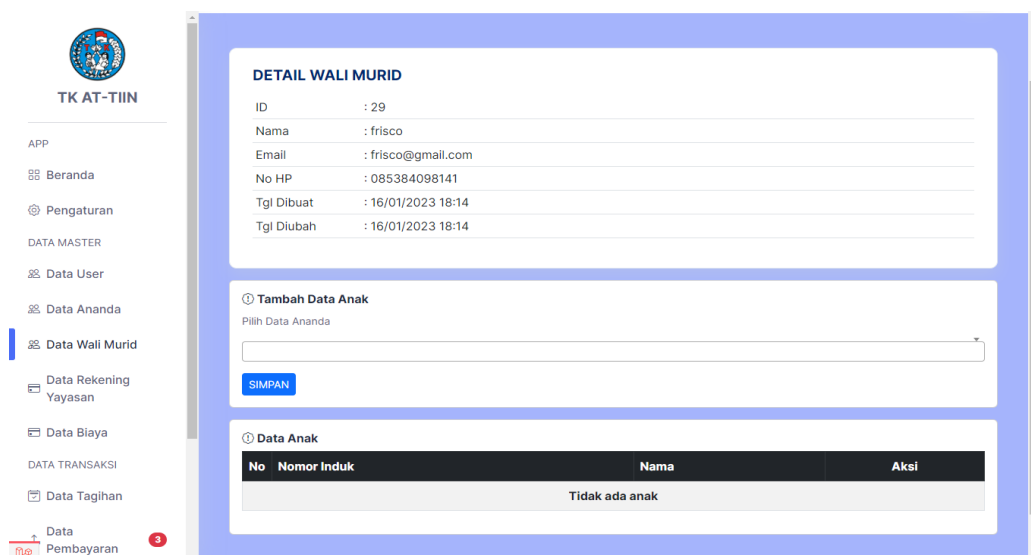 TK AT-TIIN
APP
Beranda
Pengaturan
DATA MASTER
Data User
Data Ananda
Data Wali Murid
Data Rekening
Yayasan
Data Biaya
DATA TRANSAKSI
Data Tagihan
Data
Pembayaran
3
DETAIL WALI MURID
ID : 29
Nama : frisco
Email : frisco@gmail.com
No HP : 085384098141
Tgl Dibuat : 16/01/2023 18:14
Tgl Diubah : 16/01/2023 18:14
Tambah Data Anak
Pilih Data Ananda
SIMPAN
Data Anak
No Nomor Induk Nama Aksi
Tidak ada anak